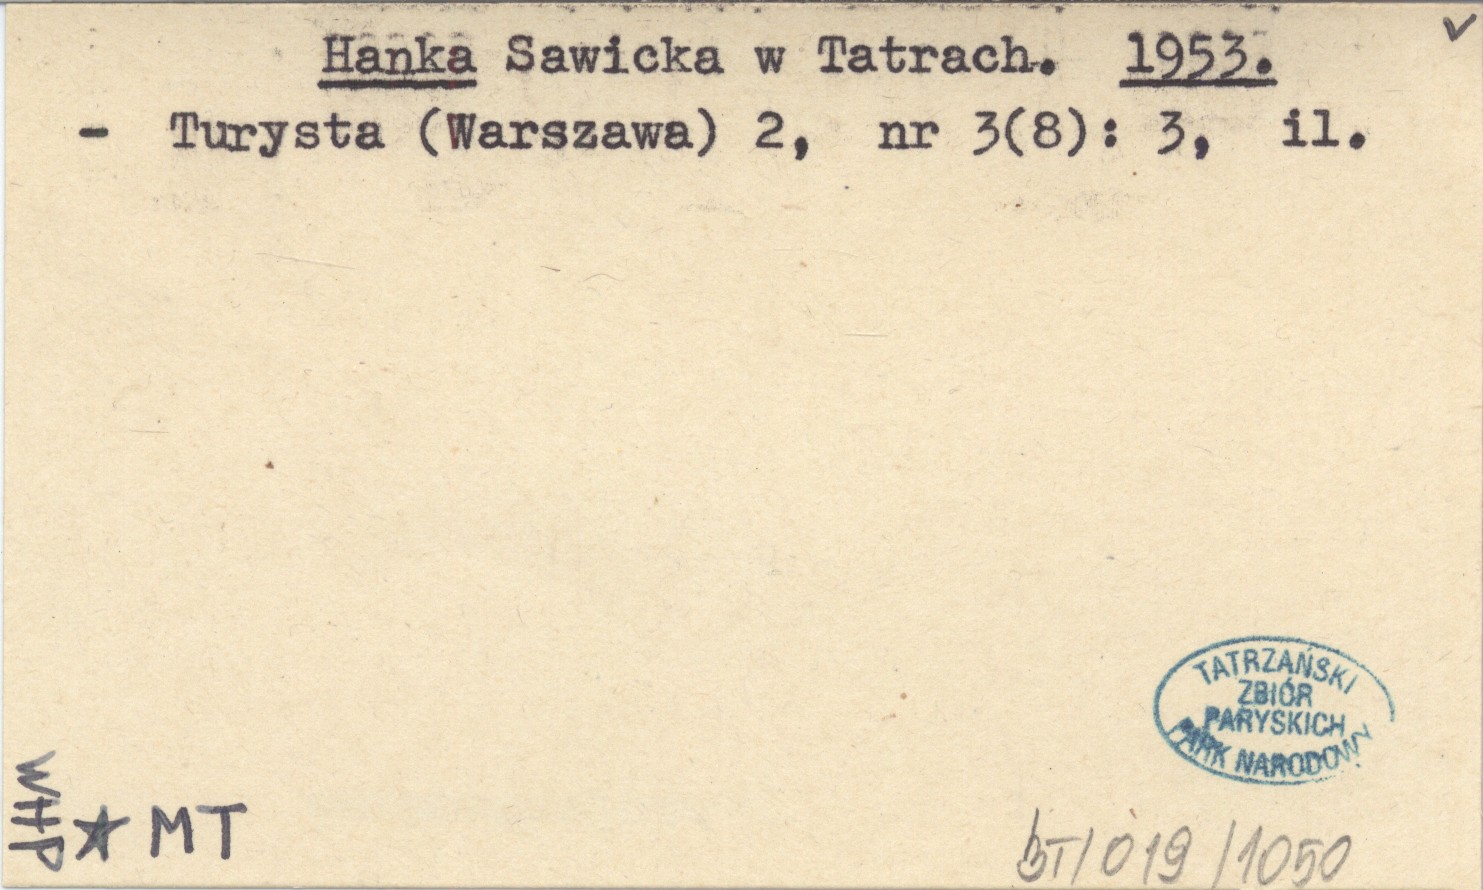 Hanka Sawicka w Tatrach. 1953.
- Turysta (Warszawa) 2, nr 3(8): 3, il.
TATRZAŃSKI
ZBIÓR
PARYSKICH
PARK NARODOWY
WHP
MT
BT/019/1050